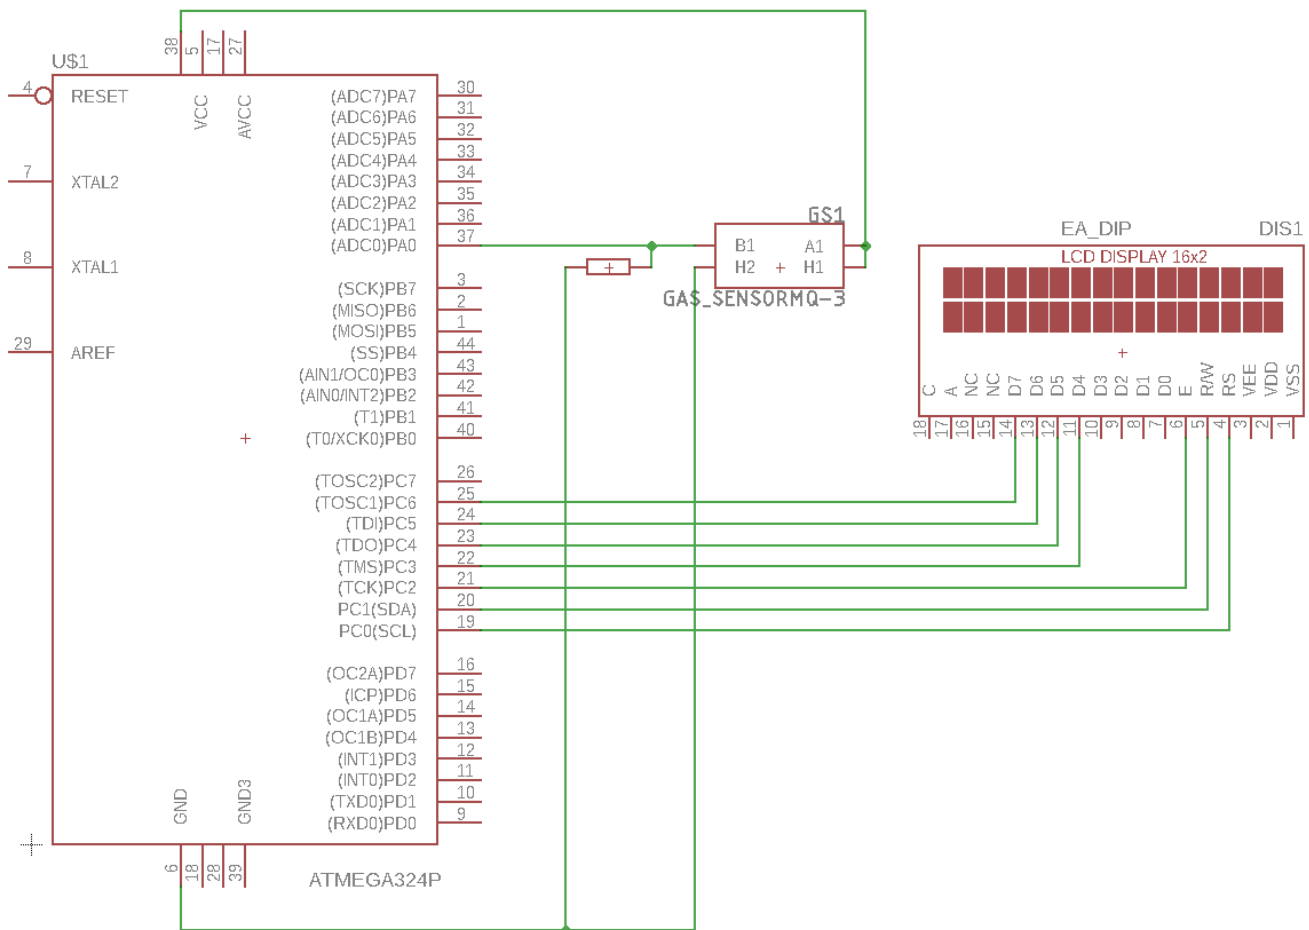 U$1
38 5 17 27
VCC AVCC
4 RESET
7 XTAL2
8 XTAL1
29 AREF
(ADC7)PA7 30
(ADC6)PA6 31
(ADC5)PA5 32
(ADC4)PA4 33
(ADC3)PA3 34
(ADC2)PA2 35
(ADC1)PA1 36
(ADC0)PA0 37
(SCK)PB7 3
(MISO)PB6 2
(MOSI)PB5 1
(SS)PB4 44
(AIN1/OC0)PB3 43
(AIN0/INT2)PB2 42
(T1)PB1 41
(T0/XCK0)PB0 40
(TOSC2)PC7 26
(TOSC1)PC6 25
(TDI)PC5 24
(TDO)PC4 23
(TMS)PC3 22
(TCK)PC2 21
PC1(SDA) 20
PC0(SCL) 19
(OC2A)PD7 16
(ICP)PD6 15
(OC1A)PD5 14
(OC1B)PD4 13
(INT1)PD3 12
(INT0)PD2 11
(TXD0)PD1 10
(RXD0)PD0 9
GND GND3
6 18 28 39
ATMEGA324P
GS1
B1 A1
H2 H1
GAS_SENSORMQ-3
EA_DIP DIS1
LCD DISPLAY 16x2
C A NC NC D7 D6 D5 D4 D3 D2 D1 D0 E R/W RS VEE VDD VSS
18 17 16 15 14 13 12 11 10 9 8 7 6 5 4 3 2 1